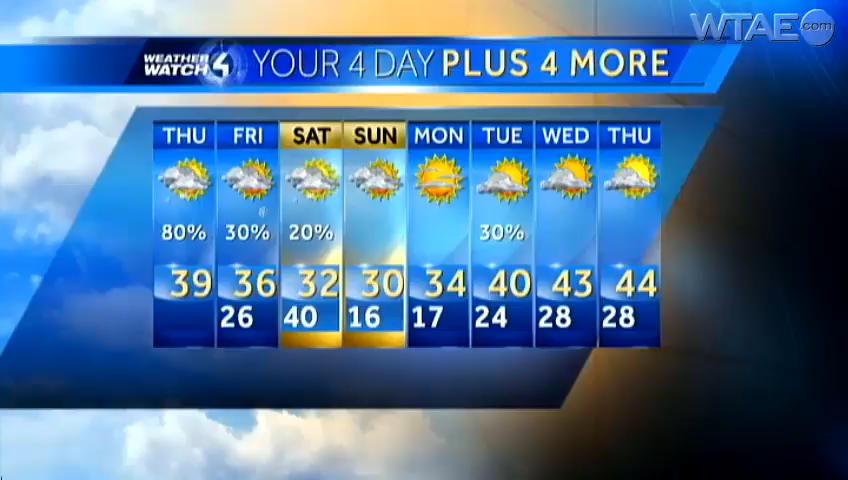 WTAE.com
WEATHER
WATCH 4
YOUR 4 DAY PLUS 4 MORE
THU FRI SAT SUN MON TUE WED THU
80% 30% 20% 30%
39 36 32 30 34 40 43 44
26 40 16 17 24 28 28